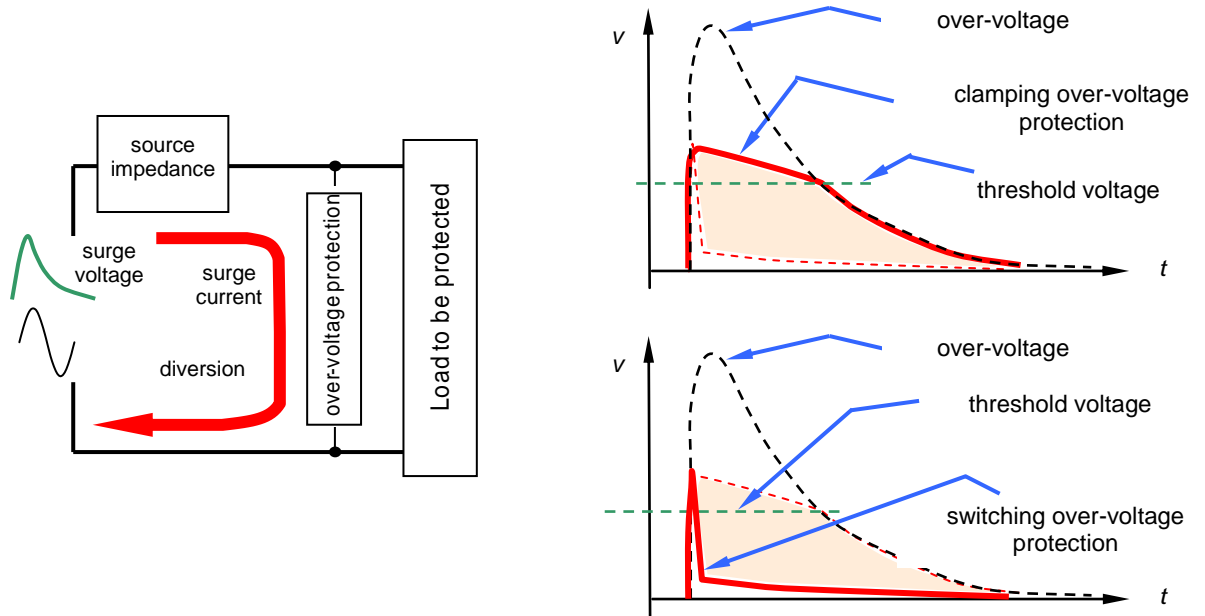 source
impedance
surge
voltage
surge
current
diversion
over-voltage protection
Load to be protected
v
over-voltage
clamping over-voltage
protection
threshold voltage
t
v
over-voltage
threshold voltage
switching over-voltage
protection
t